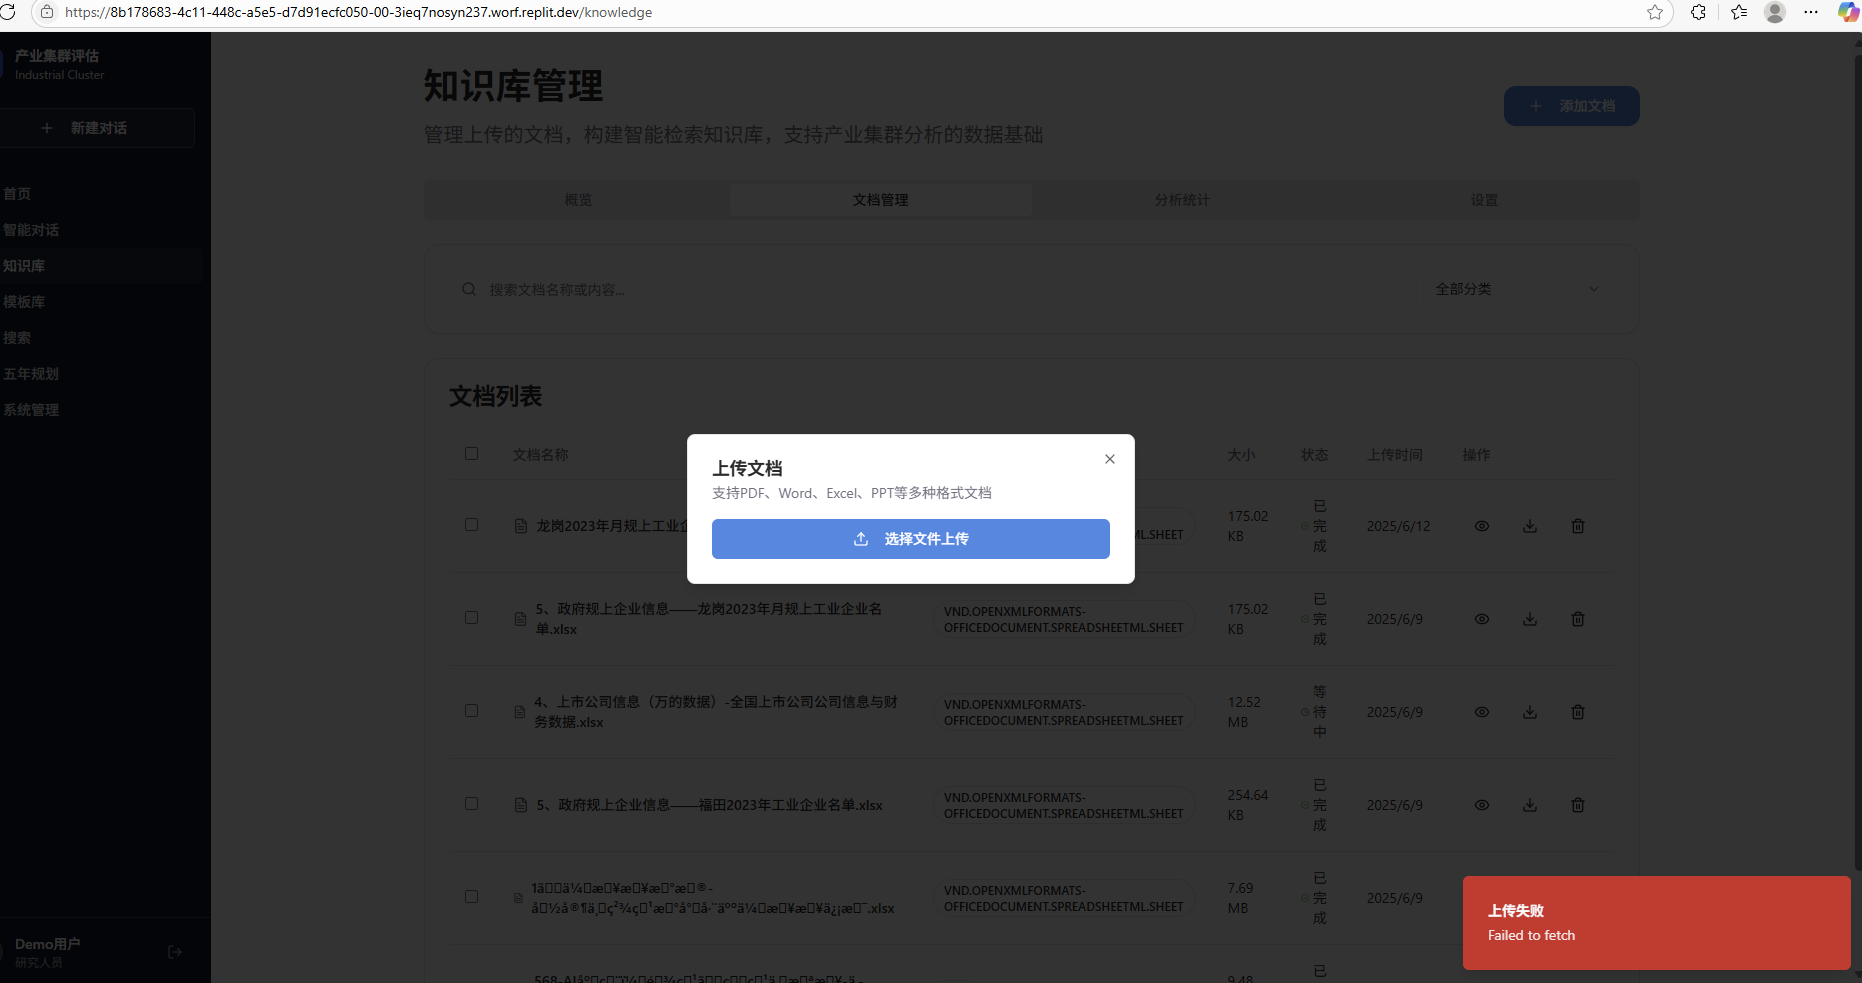 https://8b178683-4c11-448c-a5e5-d7d91ecfc050-00-3ieq7nosyn237.worf.replit.dev/knowledge
产业集群评估
Industrial Cluster
新建对话
首页
智能对话
知识库
模板库
搜索
五年规划
系统管理
Demo用户
研究人员
知识库管理
管理上传的文档，构建智能检索知识库，支持产业集群分析的数据基础
添加文档
概览 文档管理 分析统计 设置
搜索文档名称或内容...
全部分类
文档列表
文档名称 大小 状态 上传时间 操作
龙岗2023年月规上工业企 ML.SHEET 175.02 KB 已完成 2025/6/12
5、政府规上企业信息——龙岗2023年月规上工业企业名
单.xlsx
VND.OPENXMLFORMATS-
OFFICEDOCUMENT.SPREADSHEETML.SHEET
175.02 KB 已完成 2025/6/9
4、上市公司信息（万的数据）-全国上市公司公司信息与财
务数据.xlsx
VND.OPENXMLFORMATS-
OFFICEDOCUMENT.SPREADSHEETML.SHEET
12.52 MB 等待中 2025/6/9
5、政府规上企业信息——福田2023年工业企业名单.xlsx
VND.OPENXMLFORMATS-
OFFICEDOCUMENT.SPREADSHEETML.SHEET
254.64 KB 已完成 2025/6/9
.xlsx
VND.OPENXMLFORMATS-
OFFICEDOCUMENT.SPREADSHEETML.SHEET
7.69 MB 已完成 2025/6/9
9.48 已
上传文档
支持PDF、Word、Excel、PPT等多种格式文档
选择文件上传
上传失败
Failed to fetch